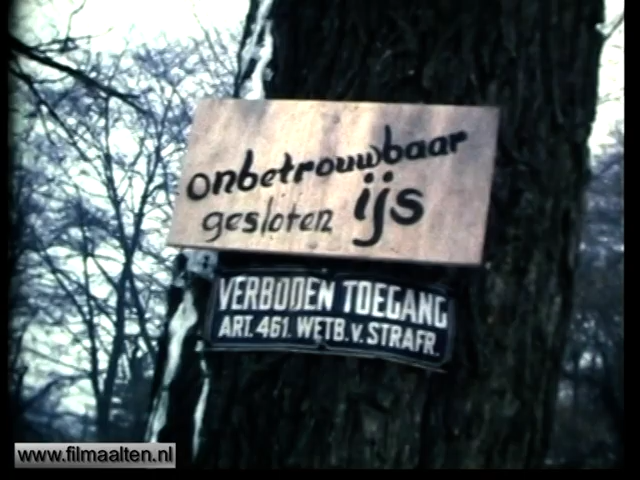 onbetrouwbaar
gesloten ijs
VERBODEN TOEGANG
ART. 461. WETB. v. STRAFR.
www.filmaalten.nl